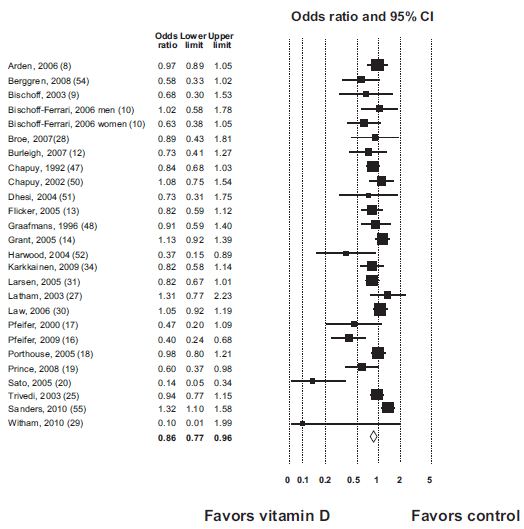 Odds ratio and 95% CI
Odds Lower Upper
ratio limit limit
Arden, 2006 (8) 0.97 0.89 1.05
Berggren, 2008 (54) 0.58 0.33 1.02
Bischoff, 2003 (9) 0.68 0.30 1.53
Bischoff-Ferrari, 2006 men (10) 1.02 0.58 1.78
Bischoff-Ferrari, 2006 women (10) 0.63 0.38 1.05
Broe, 2007(28) 0.89 0.43 1.81
Burleigh, 2007 (12) 0.73 0.41 1.27
Chapuy, 1992 (47) 0.84 0.68 1.03
Chapuy, 2002 (50) 1.08 0.75 1.54
Dhesi, 2004 (51) 0.73 0.31 1.75
Flicker, 2005 (13) 0.82 0.59 1.12
Graafmans, 1996 (48) 0.91 0.59 1.40
Grant, 2005 (14) 1.13 0.92 1.39
Harwood, 2004 (52) 0.37 0.15 0.89
Karkkainen, 2009 (34) 0.82 0.58 1.14
Larsen, 2005 (31) 0.82 0.67 1.01
Latham, 2003 (27) 1.31 0.77 2.23
Law, 2006 (30) 1.05 0.92 1.19
Pfeifer, 2000 (17) 0.47 0.20 1.09
Pfeifer, 2009 (16) 0.40 0.24 0.68
Porthouse, 2005 (18) 0.98 0.80 1.21
Prince, 2008 (19) 0.60 0.37 0.98
Sato, 2005 (20) 0.14 0.05 0.34
Trivedi, 2003 (25) 0.94 0.77 1.15
Sanders, 2010 (55) 1.32 1.10 1.58
Witham, 2010 (29) 0.10 0.01 1.99
0.86 0.77 0.96
0 0.1 0.2 0.5 1 2 5
Favors vitamin D Favors control